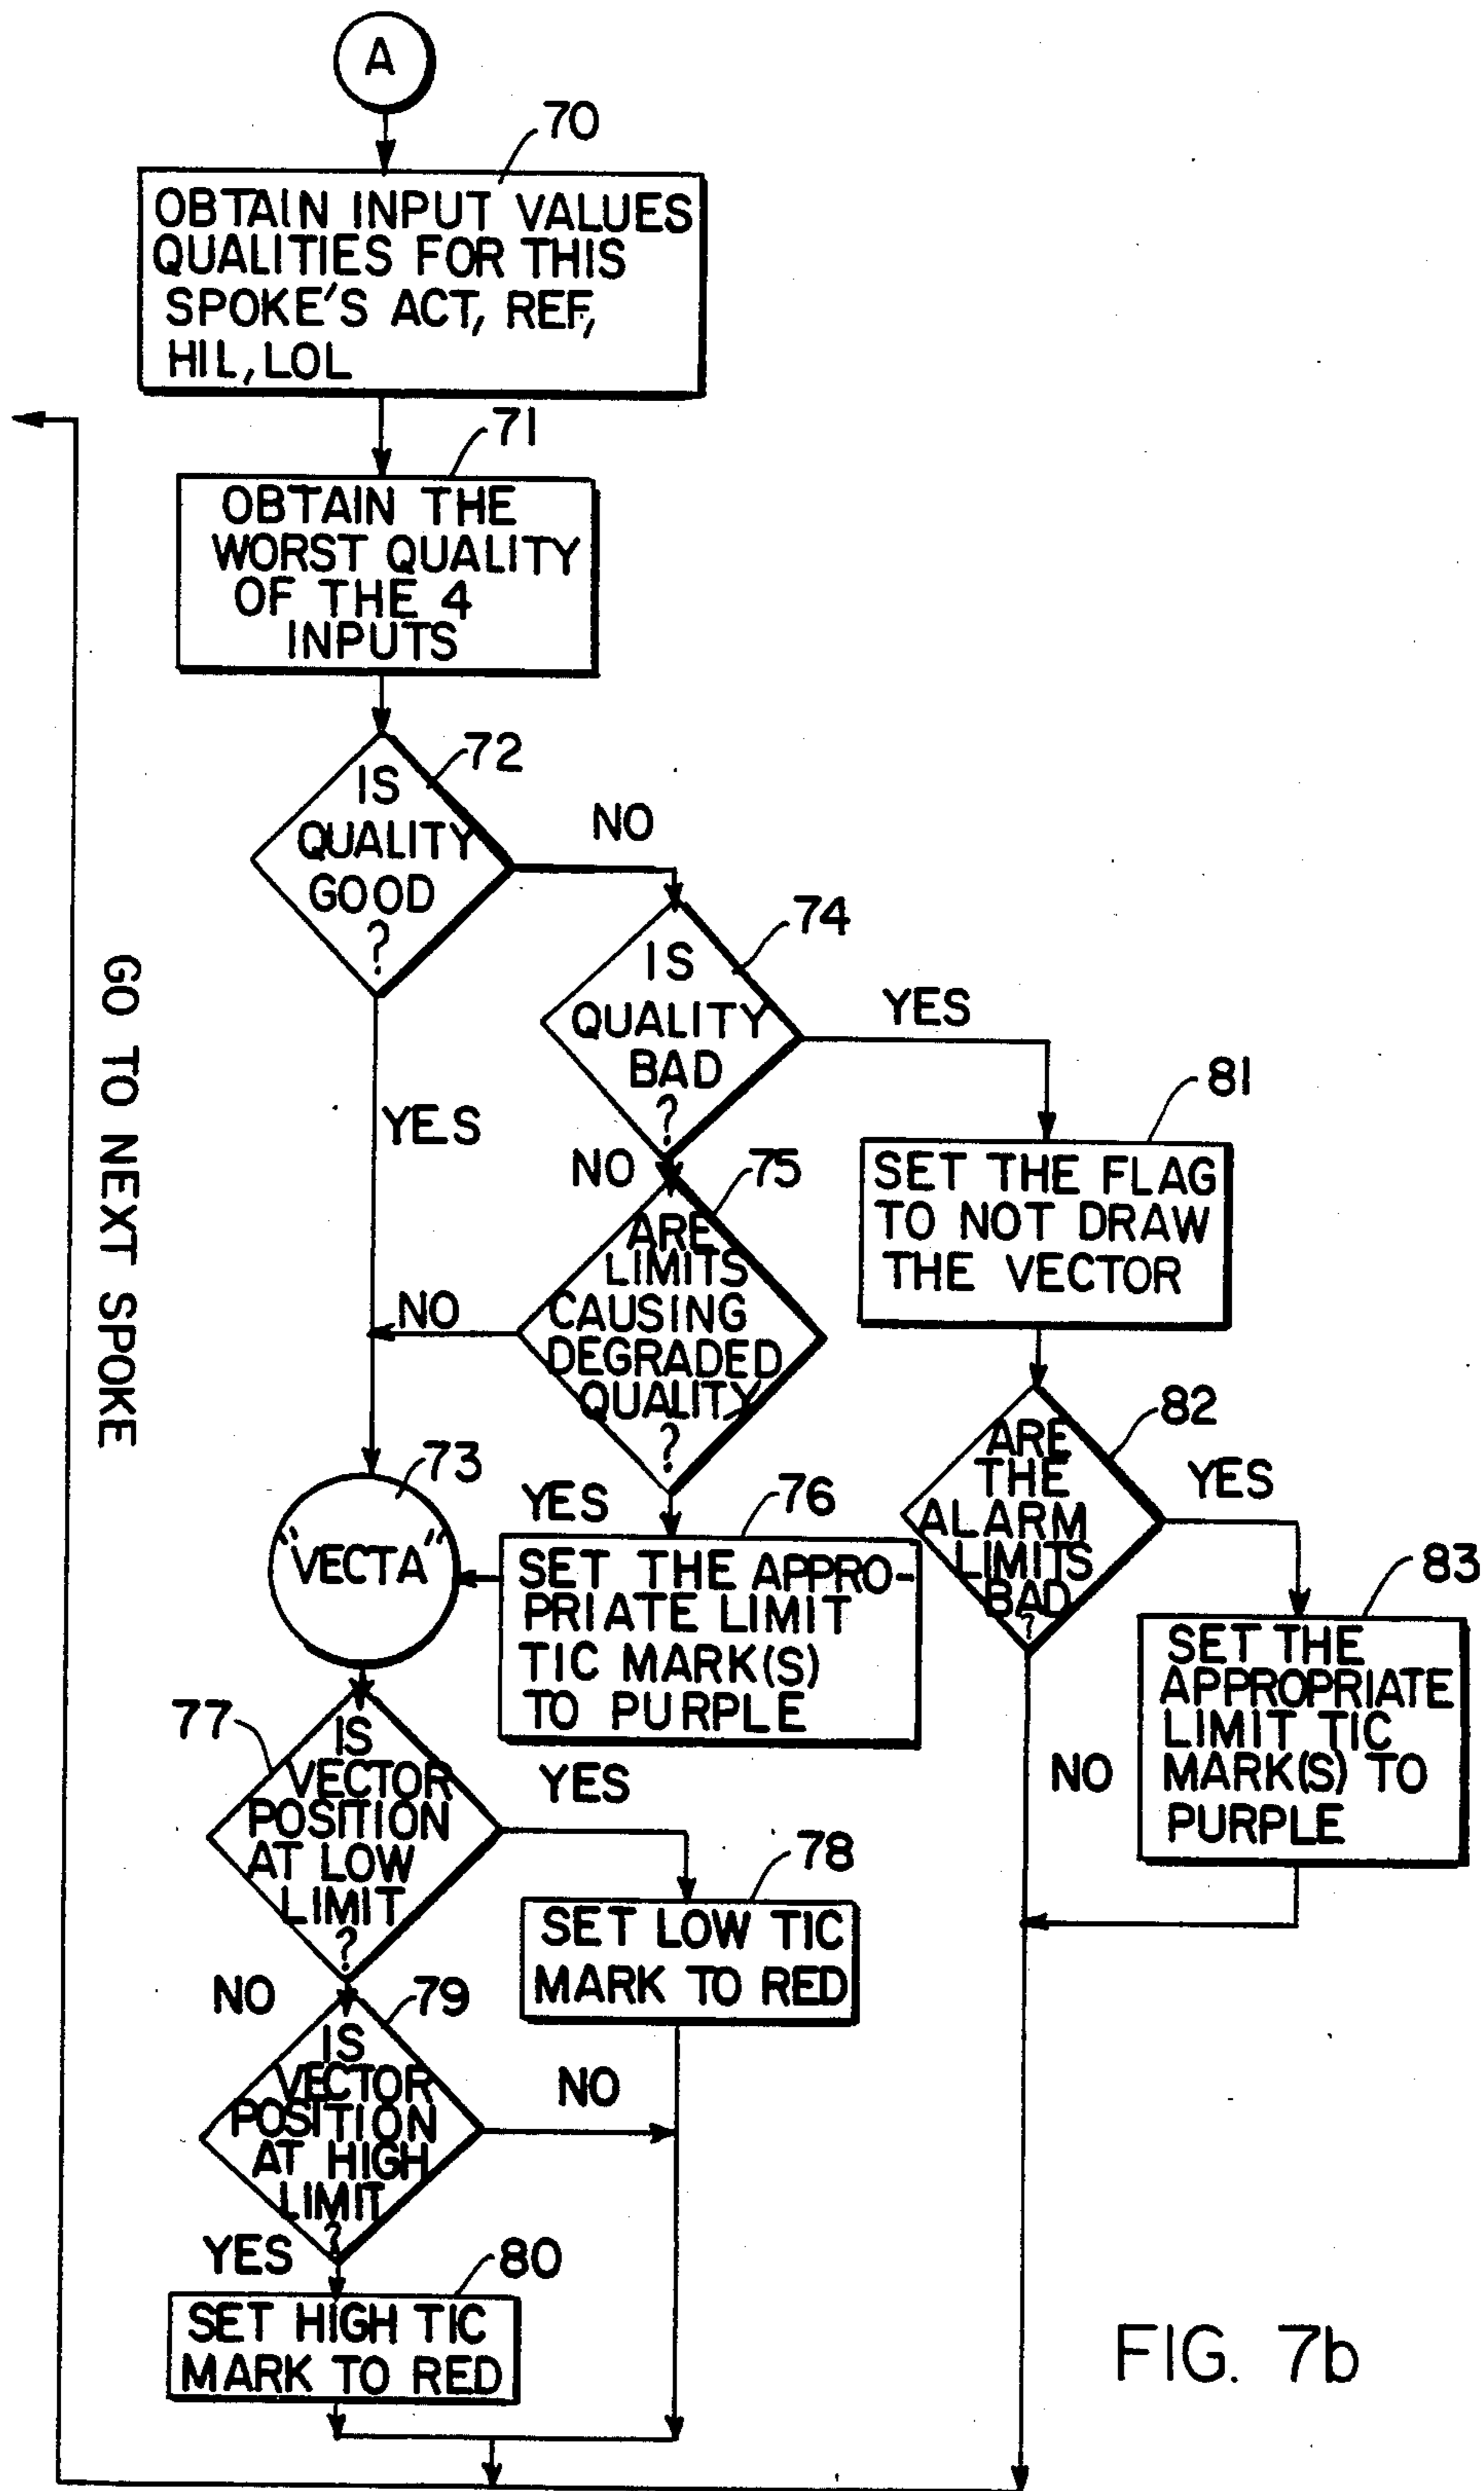 A
70
OBTAIN INPUT VALUES
QUALITIES FOR THIS
SPOKE'S ACT, REF,
HIL, LOL
71
OBTAIN THE
WORST QUALITY
OF THE 4
INPUTS
72
IS
QUALITY
GOOD
?
NO
YES
74
IS
QUALITY
BAD
?
YES
NO
75
ARE
LIMITS
CAUSING
DEGRADED
QUALITY
?
NO
YES
81
SET THE FLAG
TO NOT DRAW
THE VECTOR
82
ARE
THE
ALARM
LIMITS
BAD
?
YES
NO
83
SET THE
APPROPRIATE
LIMIT TIC
MARK(S) TO
PURPLE
73
"VECTA"
76
SET THE APPRO-
PRIATE LIMIT
TIC MARK(S)
TO PURPLE
77
IS
VECTOR
POSITION
AT LOW
LIMIT
?
YES
NO
78
SET LOW TIC
MARK TO RED
79
IS
VECTOR
POSITION
AT HIGH
LIMIT
?
NO
YES
80
SET HIGH TIC
MARK TO RED
GO TO NEXT SPOKE
FIG. 7b